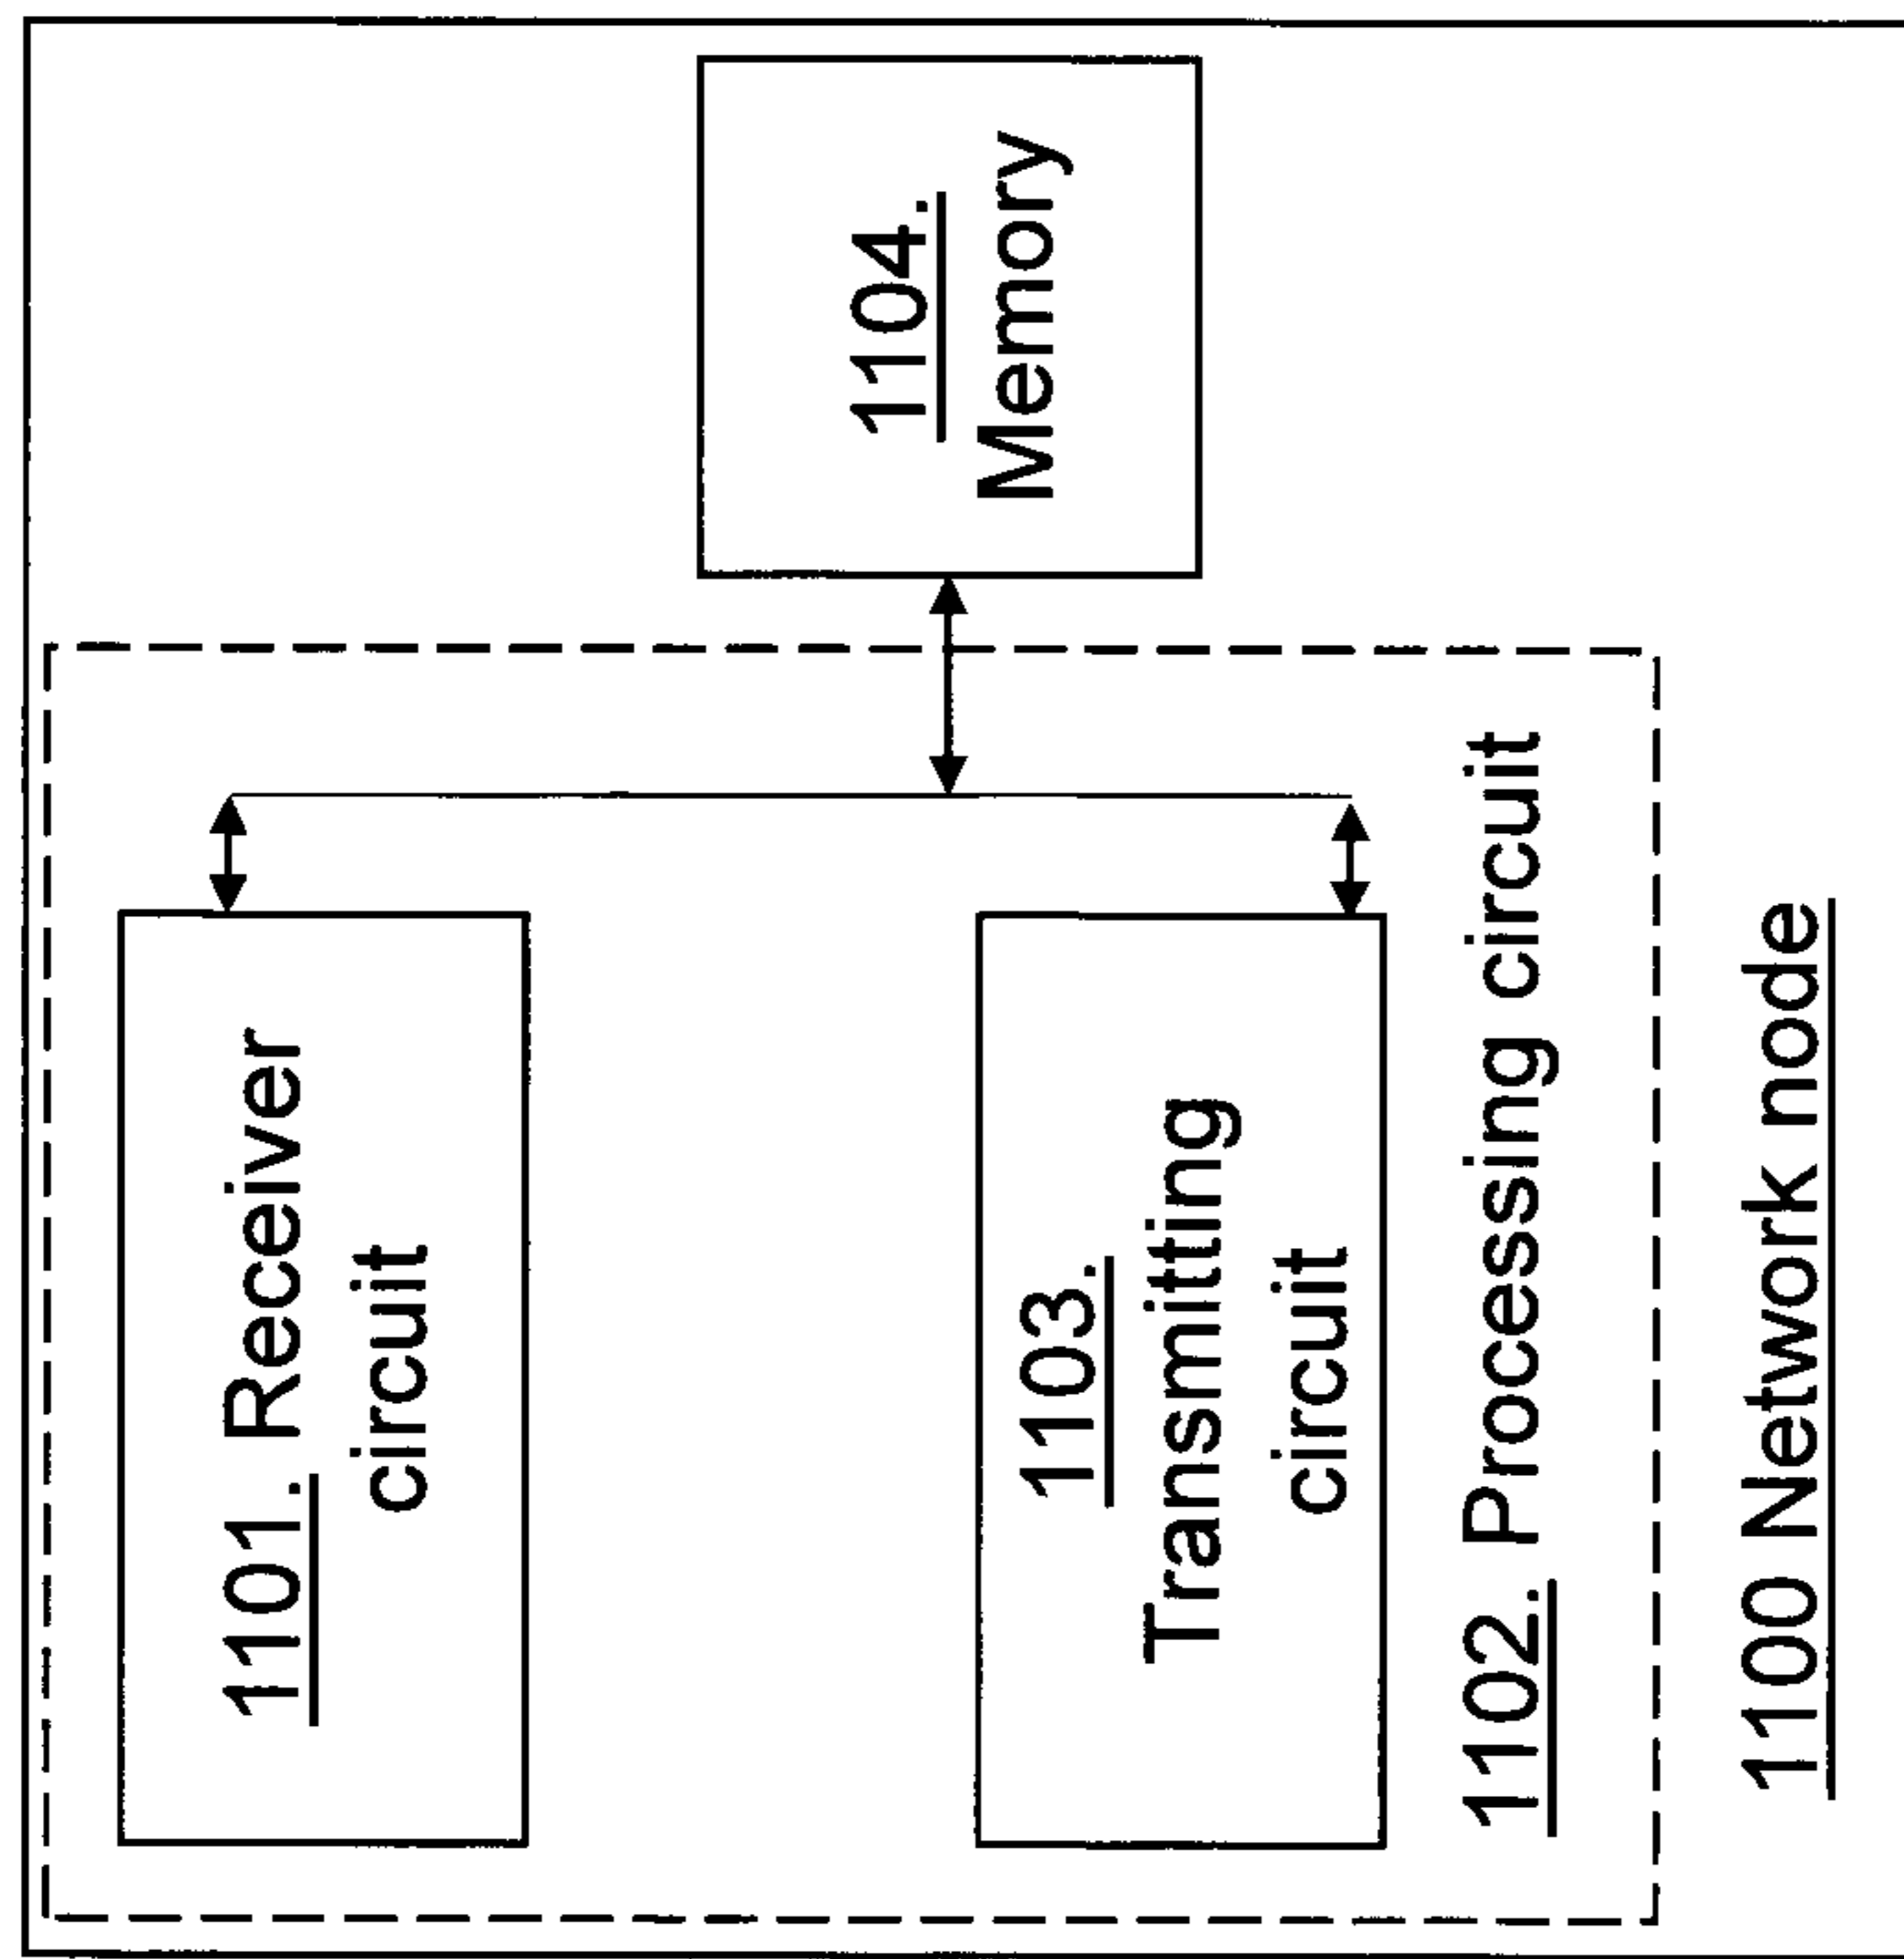 1101. Receiver
circuit
1103.
Transmitting
circuit
1102. Processing circuit
1104.
Memory
1100 Network node